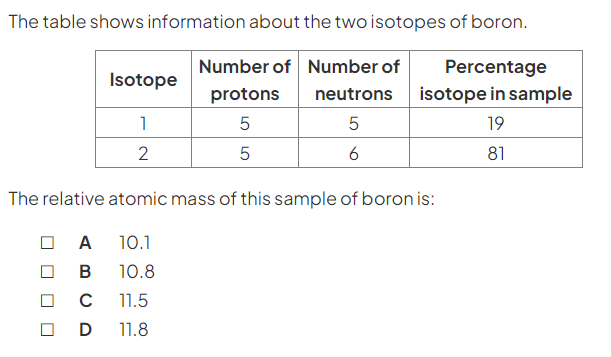 The table shows information about the two isotopes of boron.
Isotope Number of protons Number of neutrons Percentage isotope in sample
1 5 5 19
2 5 6 81
The relative atomic mass of this sample of boron is:
A 10.1
B 10.8
C 11.5
D 11.8